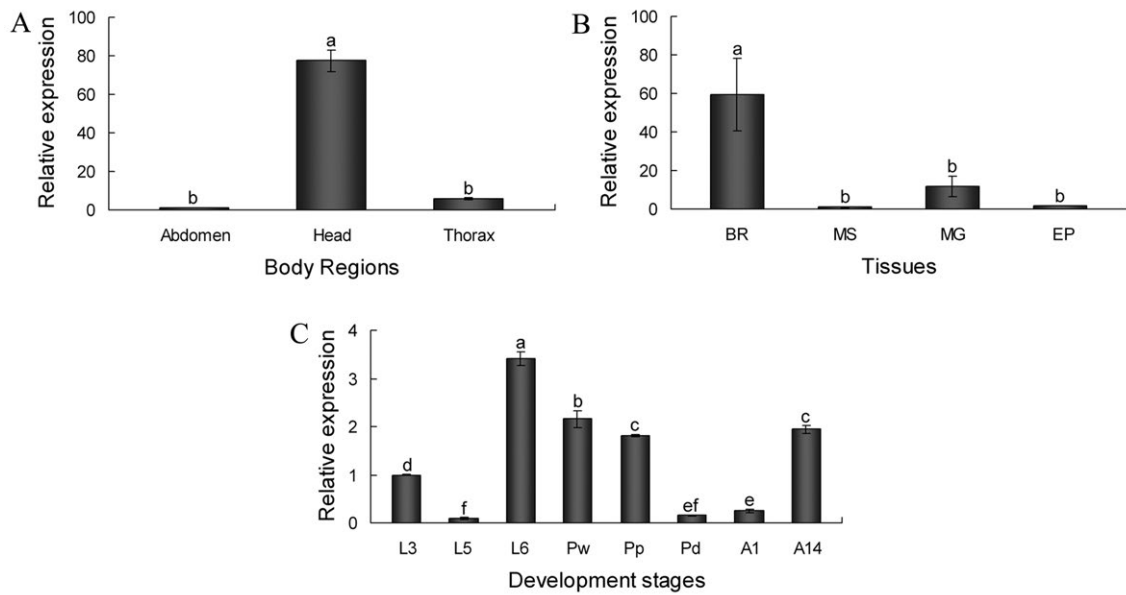 A
Relative expression
100
80
60
40
20
0
b
a
b
Abdomen Head Thorax
Body Regions
B
Relative expression
100
80
60
40
20
0
a
b
b
b
BR MS MG EP
Tissues
C
Relative expression
4
3
2
1
0
d
f
a
b
c
ef
e
c
L3 L5 L6 Pw Pp Pd A1 A14
Development stages